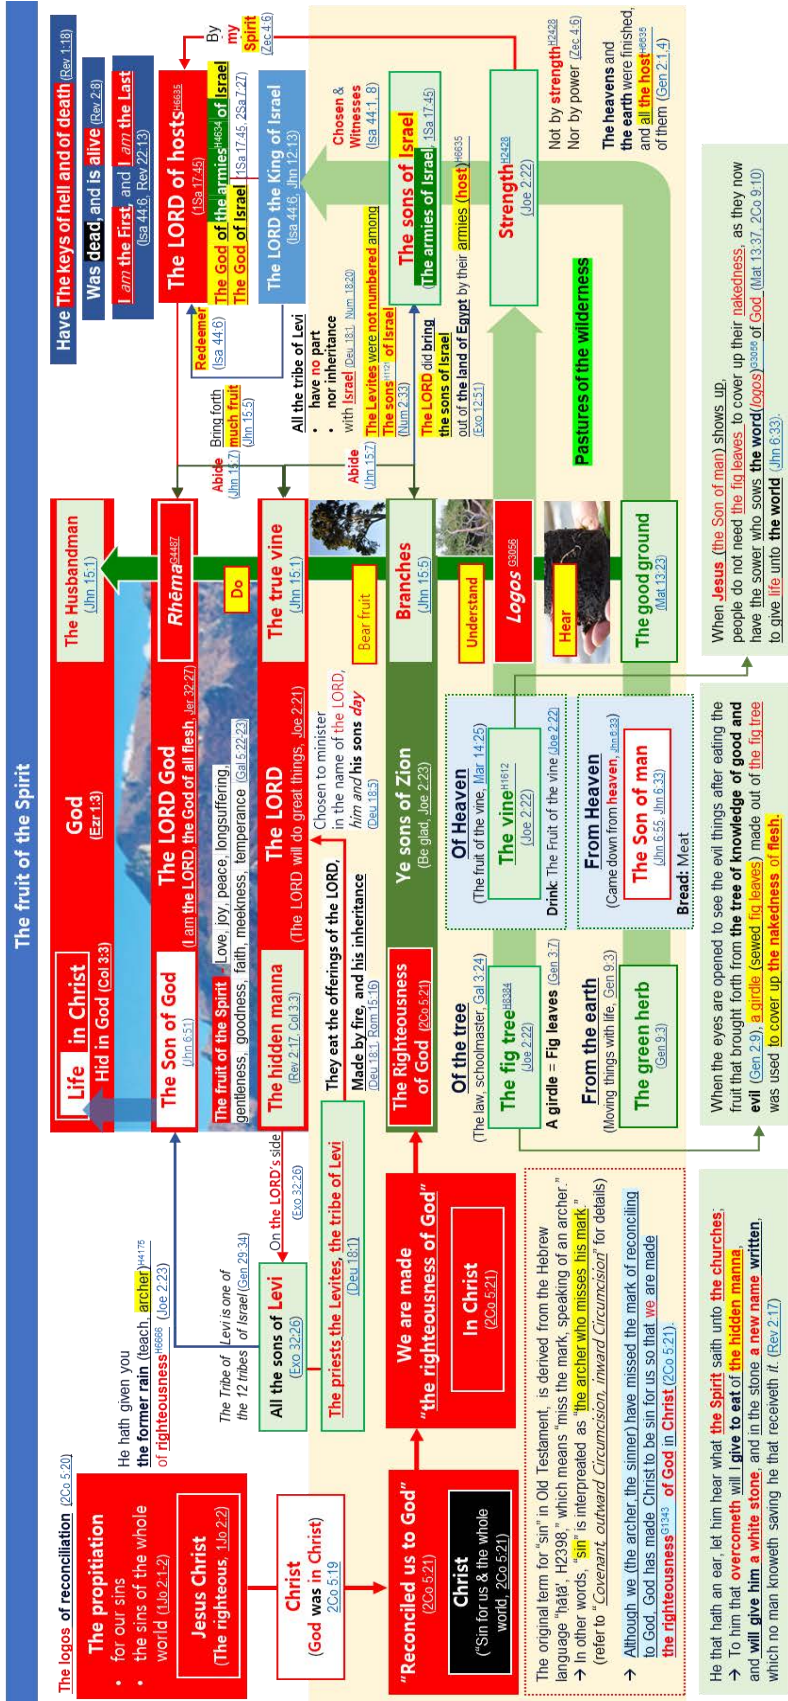 The fruit of the Spirit
The logos of reconciliation (2Co 5:20)
The propitiation
• for our sins
• the sins of the whole
world (1Jo 2:1-2)
Jesus Christ
(The righteous, 1Jo 2:2)
Christ
(God was in Christ)
2Co 5:19
"Reconciled us to God"
(2Co 5:21)
Christ
("Sin for us & the whole
world, 2Co 5:21)
He hath given you
the former rain (teach, archer)H4175
of righteousnessH6666 (Joe 2:23)
The Tribe of Levi is one of
the 12 tribes of Israel(Gen 29:34)
All the sons of Levi
(Exo 32:26)
On the LORD's side
(Exo 32:26)
The priests the Levites, the tribe of Levi
(Deu 18:1)
We are made
"the righteousness of God"
In Christ
(2Co 5:21)
Life in Christ
Hid in God (Col 3:3)
God
(Ezr 1:3)
The Husbandman
(Jhn 15:1)
The Son of God
(Jhn 6:51)
The LORD God
(I am the LORD, the God of all flesh, Jer 32:27)
RhēmaG4487
The fruit of the Spirit - Love, joy, peace, longsuffering,
gentleness, goodness, faith, meekness, temperance (Gal 5:22-23)
Do
The hidden manna
(Rev 2:17, Col 3:3)
The LORD
(The LORD will do great things, Joe 2:21)
The true vine
(Jhn 15:1)
They eat the offerings of the LORD,
Made by fire, and his inheritance
(Deu 18:1, Rom 15:16)
Chosen to minister
in the name of the LORD,
him and his sons day
(Deu 18:5)
Bear fruit
The Righteousness
of God (2Co 5:21)
Ye sons of Zion
(Be glad, Joe 2:23)
Branches
(Jhn 15:5)
Understand
Of the tree
(The law, schoolmaster, Gal 3:24)
The fig treeH8384
(Joe 2:22)
A girdle = Fig leaves (Gen 3:7)
Of Heaven
(The fruit of the vine, Mar 14:25)
The vineH1612
(Joe 2:22)
Drink: The Fruit of the vine (Joe 2:22)
Logos G3056
Hear
From the earth
(Moving things with life, Gen 9:3)
The green herb
(Gen 9:3)
From Heaven
(Came down from heaven, Jhn 6:33)
The Son of man
(Jhn 6:55, Jhn 6:33)
Bread: Meat
The good ground
(Mat 13:23)
Have The keys of hell and of death (Rev 1:18)
Was dead, and is alive (Rev 2:8)
I am the First, and I am the Last
(Isa 44:6, Rev 22:13)
The LORD of hostsH6635
(1Sa 17:45)
The God of the armiesH4634 of Israel
The God of Israel (1Sa 17:45, 2Sa 7:27)
The LORD the King of Israel
(Isa 44:6, Jhn 12:13)
By
my
Spirit
(Zec 4:6)
Redeemer
(Isa 44:6)
Bring forth
much fruit
(Jhn 15:5)
Abide
(Jhn 15:7)
Abide
(Jhn 15:7)
All the tribe of Levi
• have no part
• nor inheritance
with Israel (Deu 18:1, Num 18:20)
The Levites were not numbered among
The sonsH1121 of Israel
(Num 2:33)
The LORD did bring
the sons of Israel
out of the land of Egypt by their armies (host)H6635
(Exo 12:51)
Chosen &
Witnesses
(Isa 44:1, 8)
The sons of Israel
(The armies of Israel, 1Sa 17:45)
StrengthH2428
(Joe 2:22)
Not by strengthH2428
Nor by power (Zec 4:6)
The heavens and
the earth were finished,
and all the hostH6635
of them (Gen 2:1,4)
Pastures of the wilderness
The original term for "sin" in Old Testament, is derived from the Hebrew
language "ḥāṭā', H2398," which means "miss the mark, speaking of an archer."
→ In other words, "sin" is interpreated as "the archer who misses his mark."
(refer to "Covenant, outward Circumcision, inward Circumcision" for details)
→ Although we (the archer, the sinner) have missed the mark of reconciling
to God, God has made Christ to be sin for us so that we are made
the righteousnessG1343 of God in Christ (2Co 5:21).
He that hath an ear, let him hear what the Spirit saith unto the churches;
→ To him that overcometh will I give to eat of the hidden manna,
and will give him a white stone, and in the stone a new name written,
which no man knoweth saving he that receiveth it. (Rev 2:17)
When the eyes are opened to see the evil things after eating the
fruit that brought forth from the tree of knowledge of good and
evil (Gen 2:9), a girdle (sewed fig leaves) made out of the fig tree
was used to cover up the nakedness of flesh.
When Jesus (the Son of man) shows up,
people do not need the fig leaves to cover up their nakedness, as they now
have the sower who sows the word(logos)G3056 of God (Mat 13:37, 2Co 9:10)
to give life unto the world (Jhn 6:33).